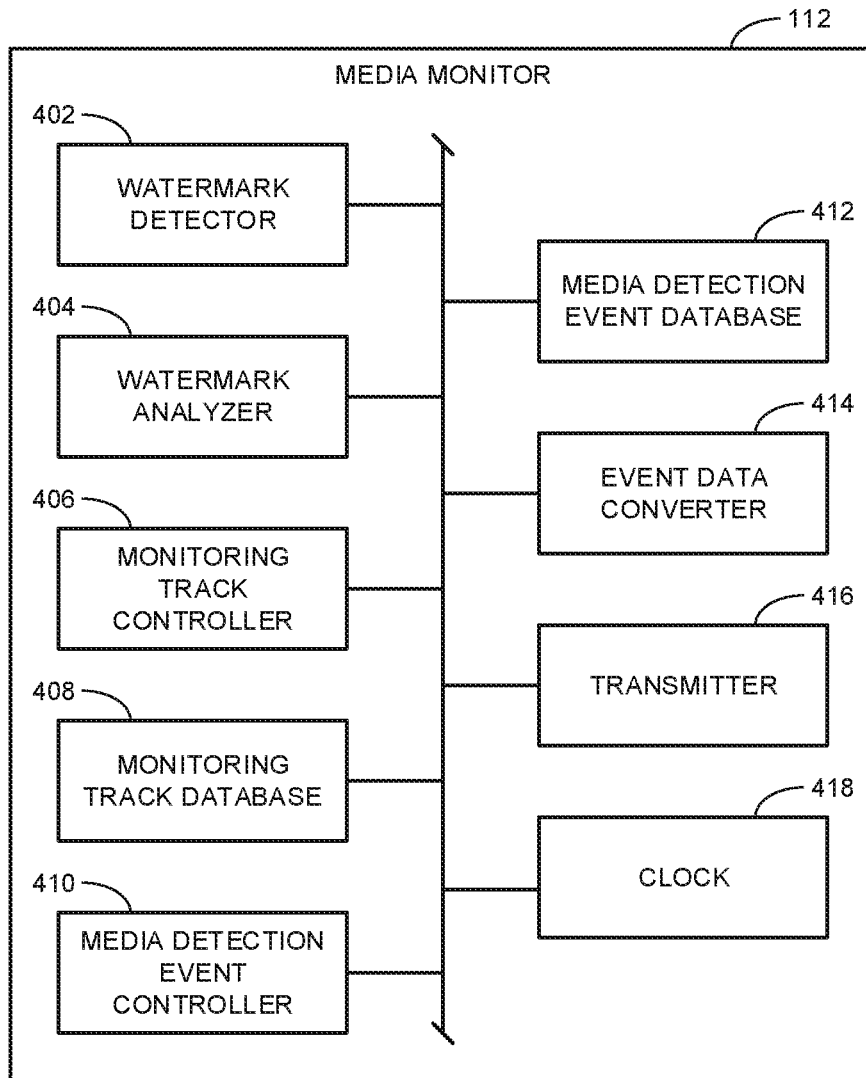 112
MEDIA MONITOR
402
WATERMARK
DETECTOR
404
WATERMARK
ANALYZER
406
MONITORING
TRACK
CONTROLLER
408
MONITORING
TRACK DATABASE
410
MEDIA DETECTION
EVENT
CONTROLLER
412
MEDIA DETECTION
EVENT DATABASE
414
EVENT DATA
CONVERTER
416
TRANSMITTER
418
CLOCK